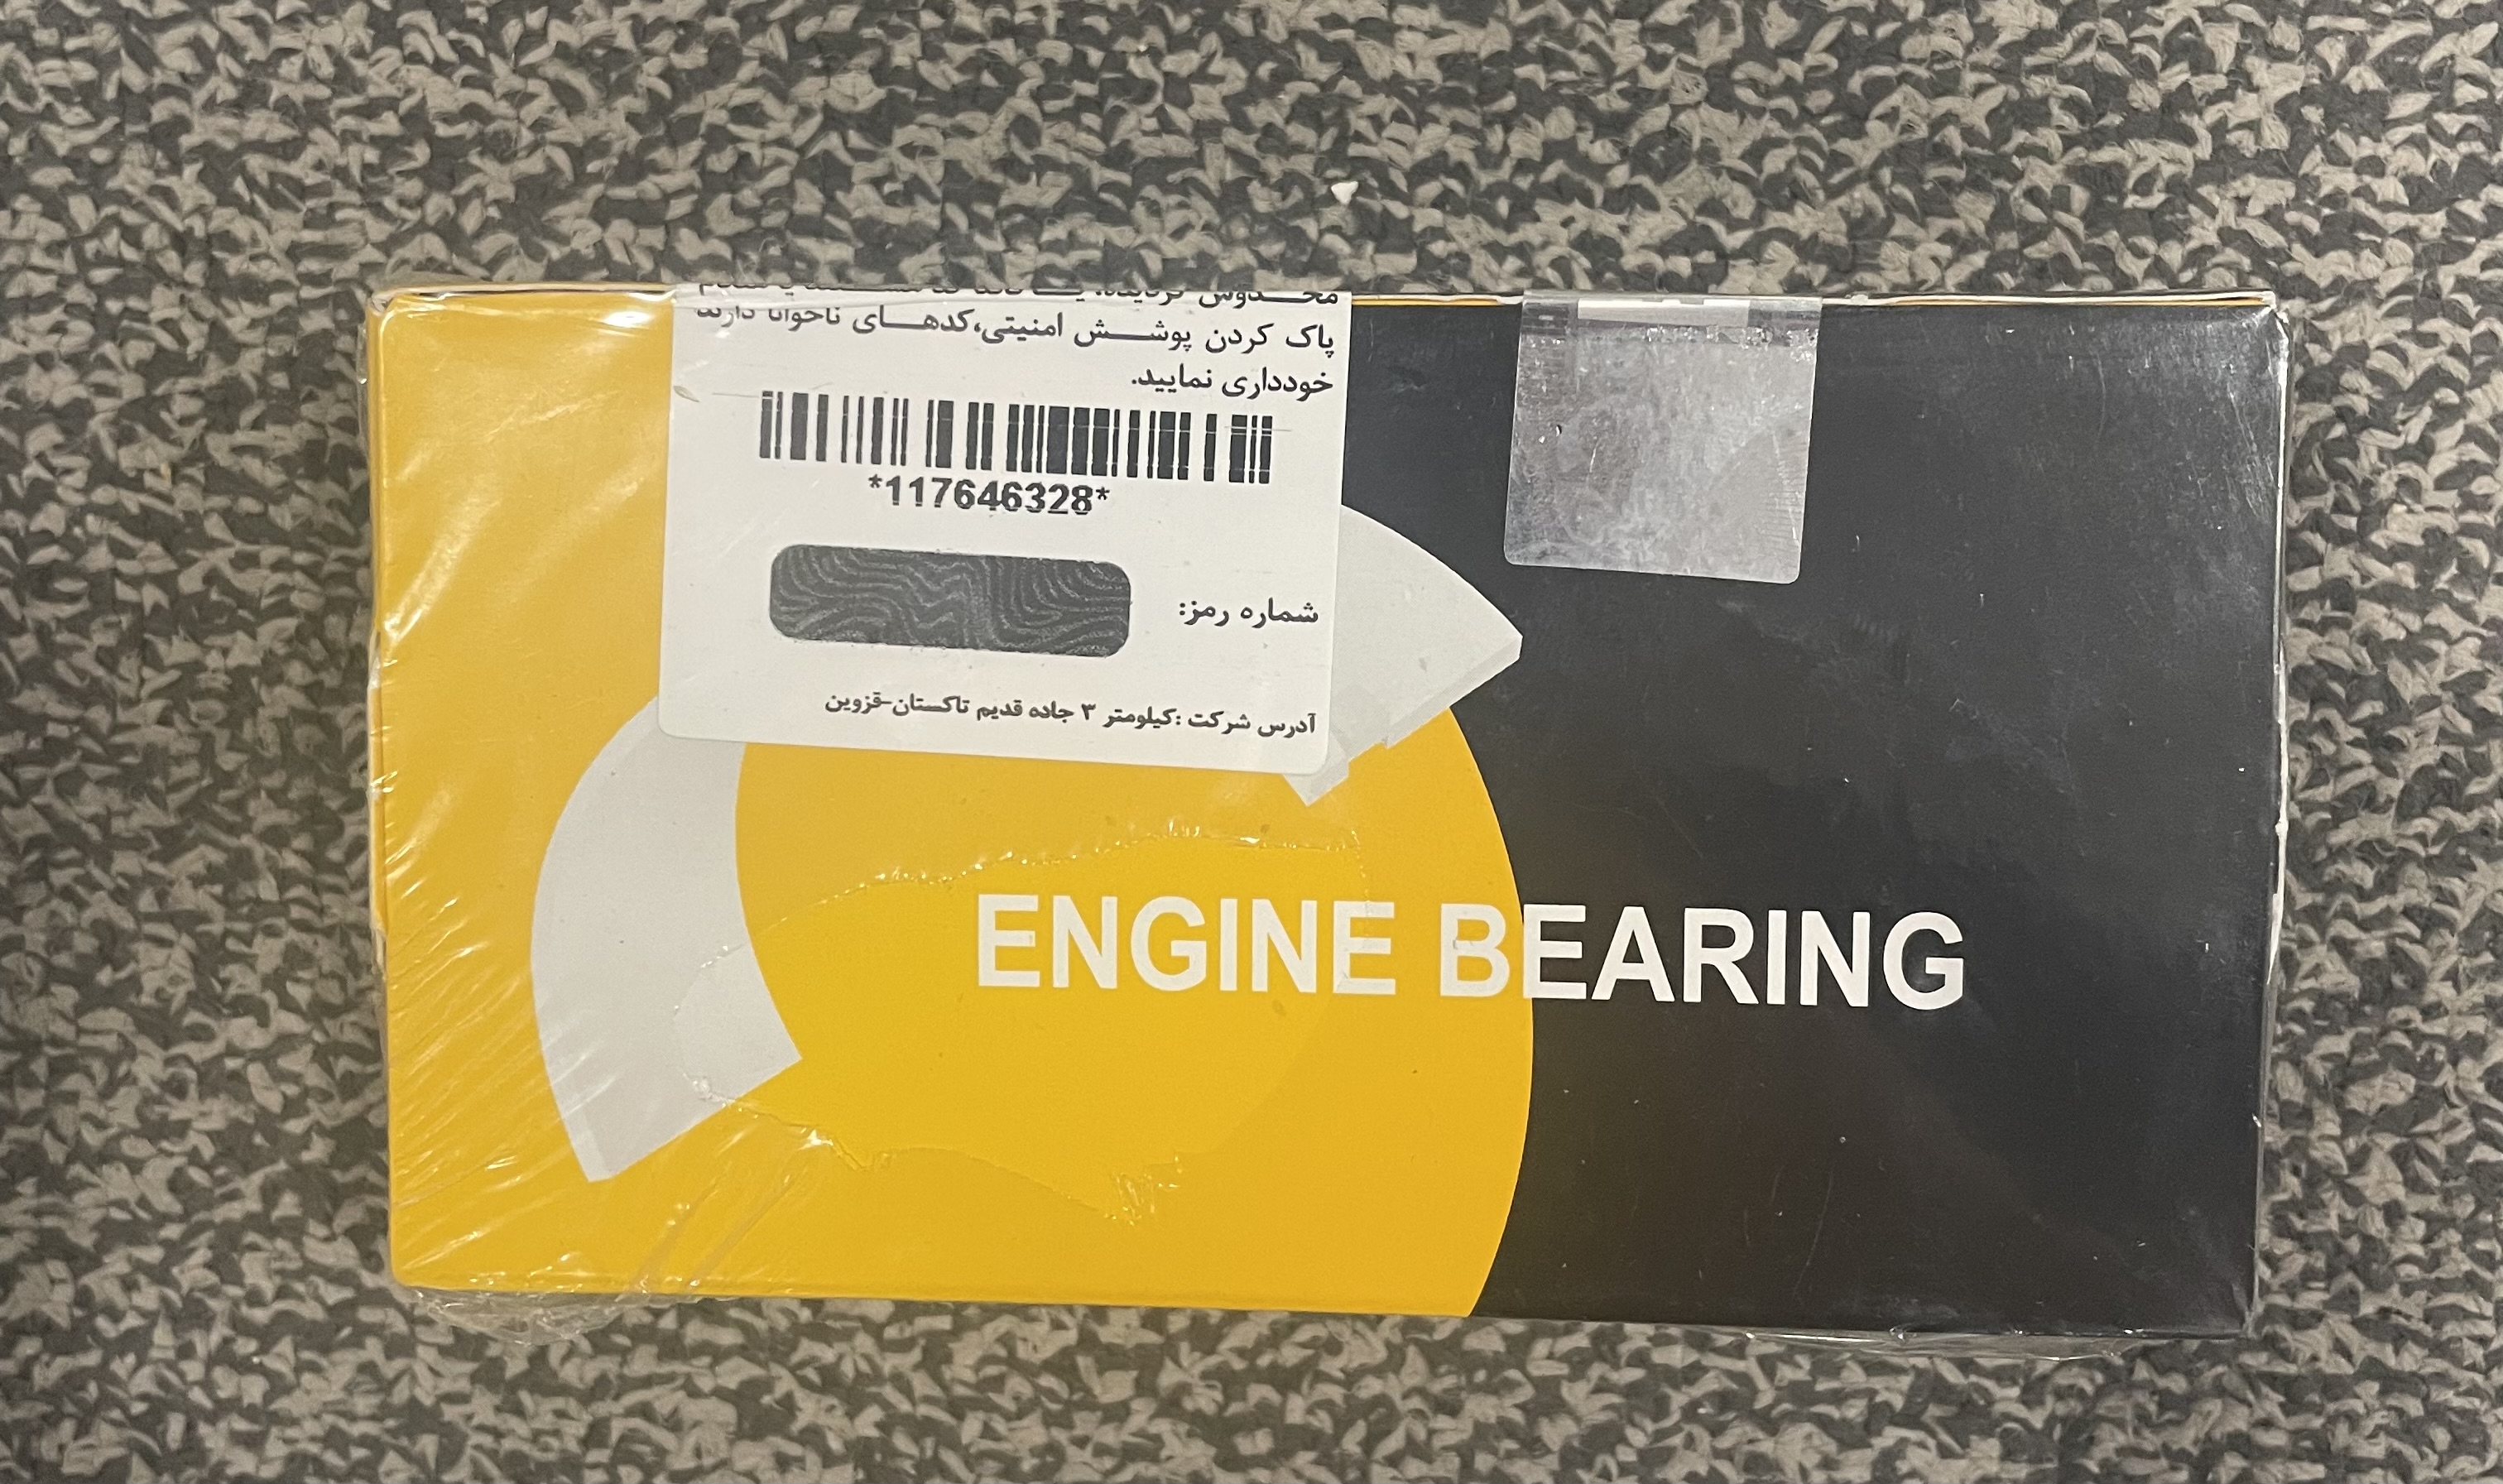 پاک کردن پوشش امنیتی،کدهای ناخوانا دارند
خودداری نمایید.
*117646328*
شماره رمز:
آدرس شرکت :کیلومتر ۳ جاده قدیم تاکستان-قزوین
ENGINE BEARING